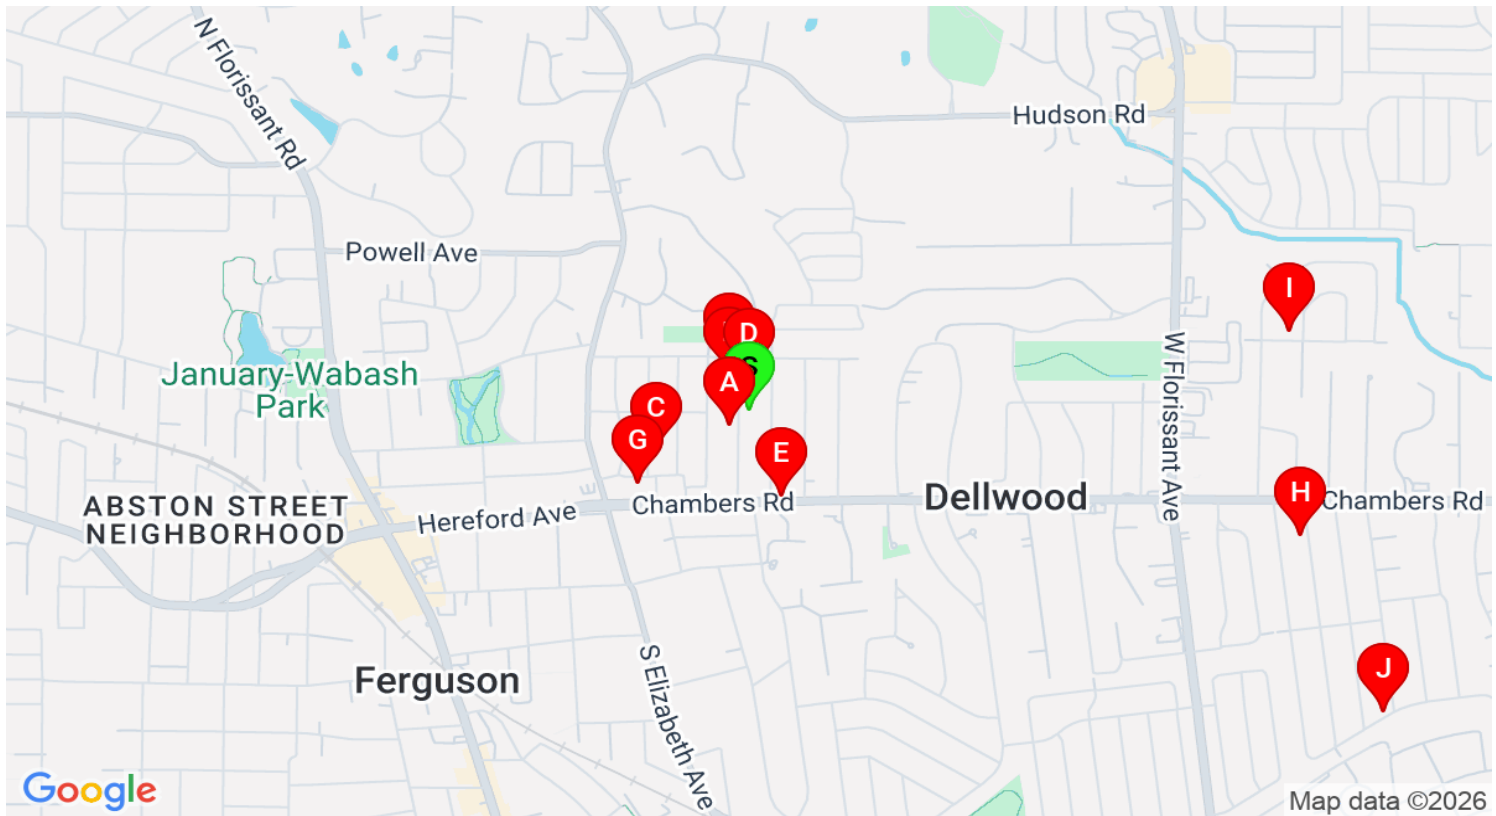 N Florissant Rd
Hudson Rd
Powell Ave
I
D
S
January-Wabash
Park
A
C
G
W Florissant Ave
E
E
ABSTON STREET
NEIGHBORHOOD
Hereford Ave
Chambers Rd
Dellwood
H
Chambers Rd
Ferguson
S Elizabeth Ave
J
Google
Map data ©2026